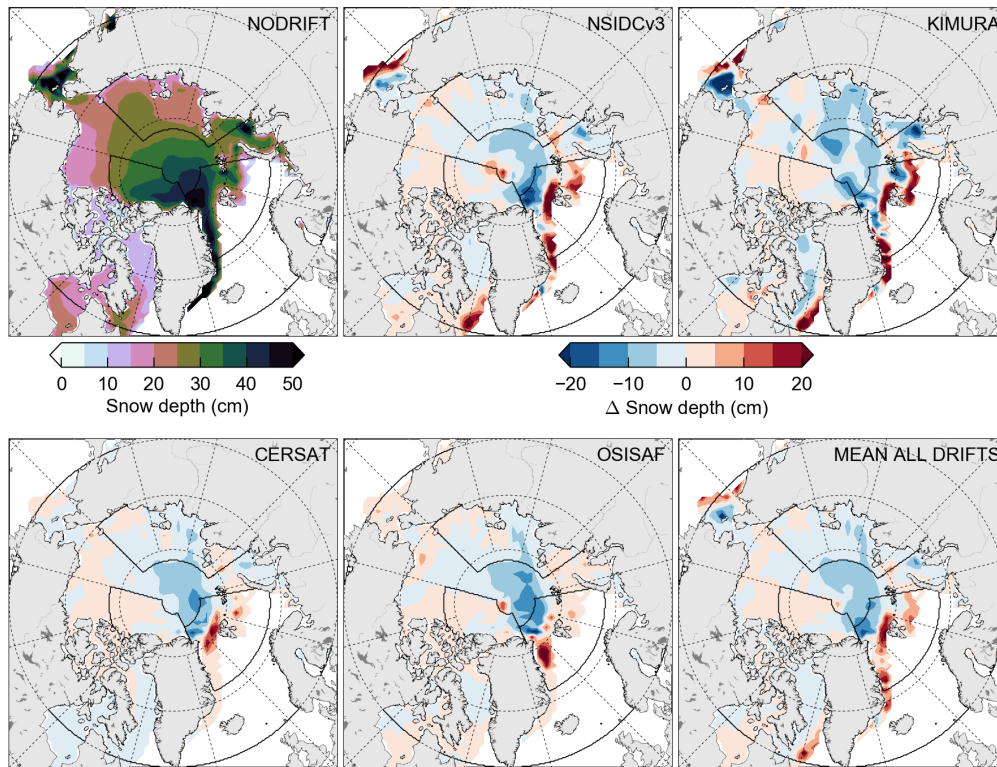 NODRIFT NSIDCv3 KIMURA
0 10 20 30 40 50
Snow depth (cm)
−20 −10 0 10 20
Δ Snow depth (cm)
CERSAT OSISAF MEAN ALL DRIFTS